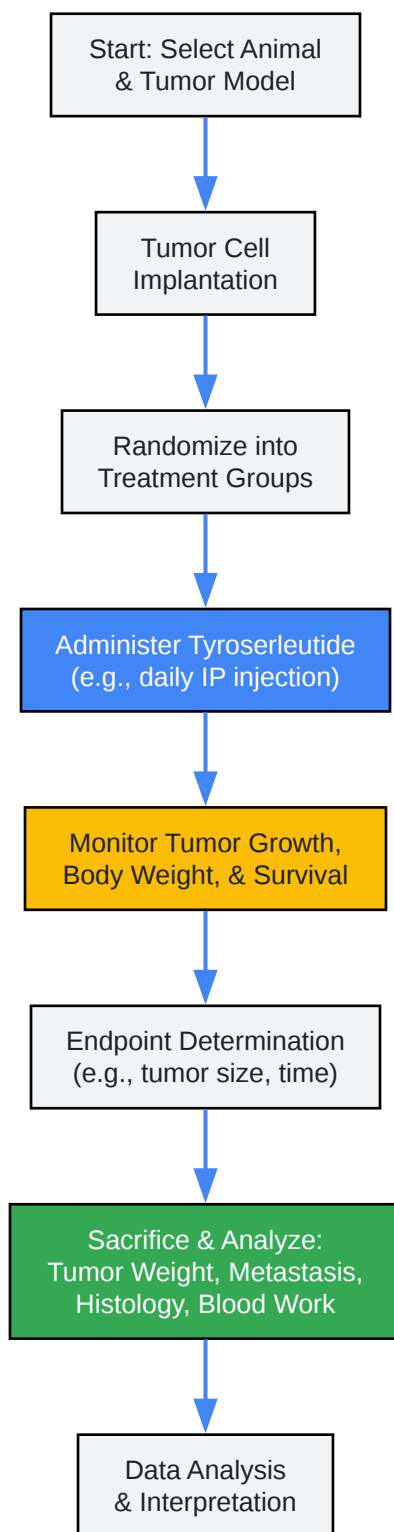 Start: Select Animal
& Tumor Model
Tumor Cell
Implantation
Randomize into
Treatment Groups
Administer Tyroserleutide
(e.g., daily IP injection)
Monitor Tumor Growth,
Body Weight, & Survival
Endpoint Determination
(e.g., tumor size, time)
Sacrifice & Analyze:
Tumor Weight, Metastasis,
Histology, Blood Work
Data Analysis
& Interpretation